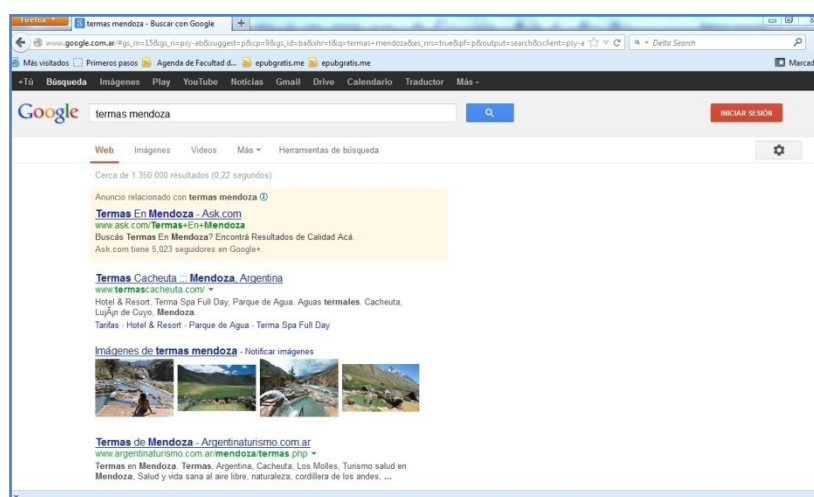 Firefox
termas mendoza - Buscar con Google
www.google.com.ar/#gs_rn=15&gs_ri=psy-ab&suggest=p&cp=9&gs_id=ba&xhr=t&q=termas+mendoza&es_nrs=true&pf=p&output=search&sclient=psy-a
Delta Search
Más visitados Primeros pasos Agenda de Facultad d... epubgratis.me epubgratis.me Marcad
+Tú Búsqueda Imágenes Play YouTube Noticias Gmail Drive Calendario Traductor Más
Google termas mendoza INICIAR SESIÓN
Web Imágenes Videos Más Herramientas de búsqueda
Cerca de 1.350.000 resultados (0,22 segundos)
Anuncio relacionado con termas mendoza
Termas En Mendoza - Ask.com
www.ask.com/Termas+En+Mendoza
Buscás Termas En Mendoza? Encontrá Resultados de Calidad Acá.
Ask.com tiene 5,023 seguidores en Google+.
Termas Cacheuta ::: Mendoza, Argentina
www.termascacheuta.com/
Hotel & Resort, Terma Spa Full Day, Parque de Agua. Aguas termales. Cacheuta,
LujÃ¡n de Cuyo, Mendoza.
Tarifas - Hotel & Resort - Parque de Agua - Terma Spa Full Day
Imágenes de termas mendoza - Notificar imágenes
Termas de Mendoza - Argentinaturismo.com.ar
www.argentinaturismo.com.ar/mendoza/termas.php
Termas en Mendoza. Termas, Argentina, Cacheuta, Los Molles, Turismo salud en
Mendoza, Salud y vida sana al aire libre, naturaleza, cordillera de los andes, ...